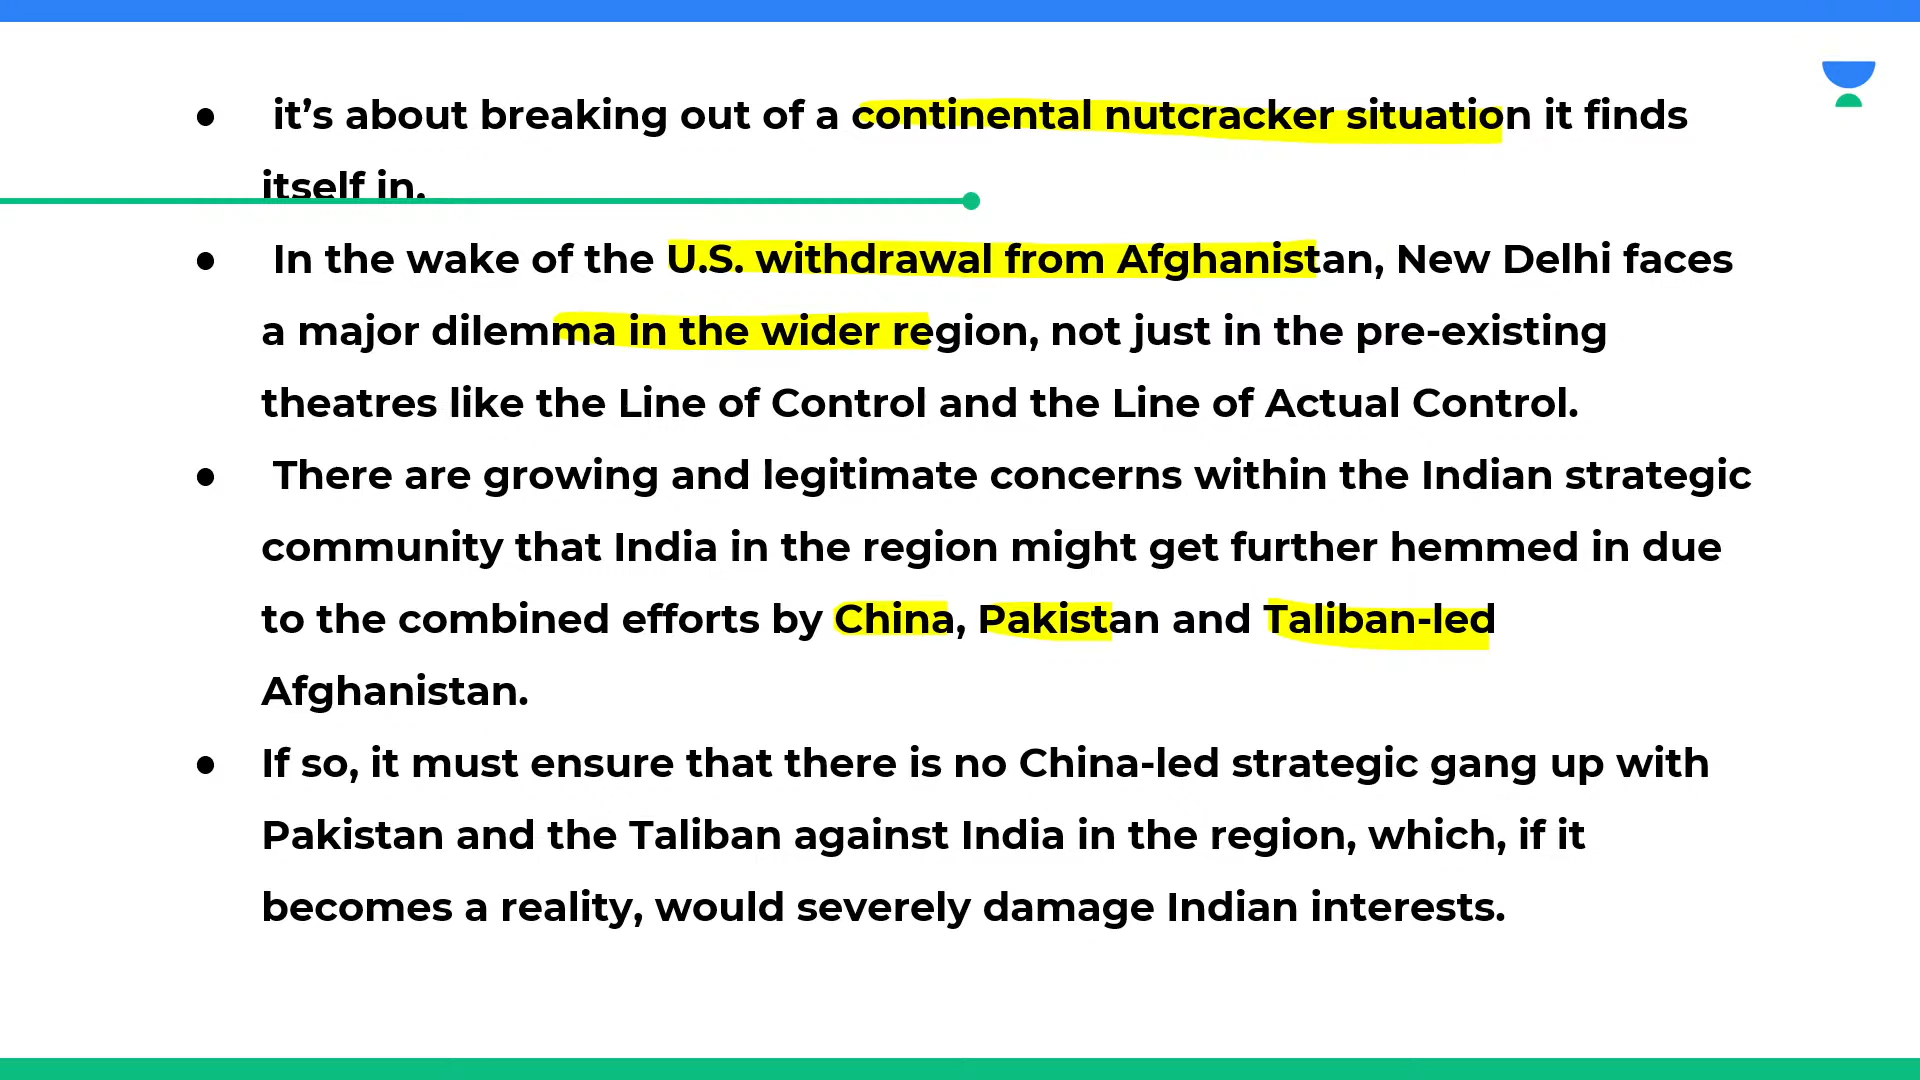 ● it’s about breaking out of a continental nutcracker situation it finds
itself in.
● In the wake of the U.S. withdrawal from Afghanistan, New Delhi faces
a major dilemma in the wider region, not just in the pre-existing
theatres like the Line of Control and the Line of Actual Control.
● There are growing and legitimate concerns within the Indian strategic
community that India in the region might get further hemmed in due
to the combined efforts by China, Pakistan and Taliban-led
Afghanistan.
● If so, it must ensure that there is no China-led strategic gang up with
Pakistan and the Taliban against India in the region, which, if it
becomes a reality, would severely damage Indian interests.